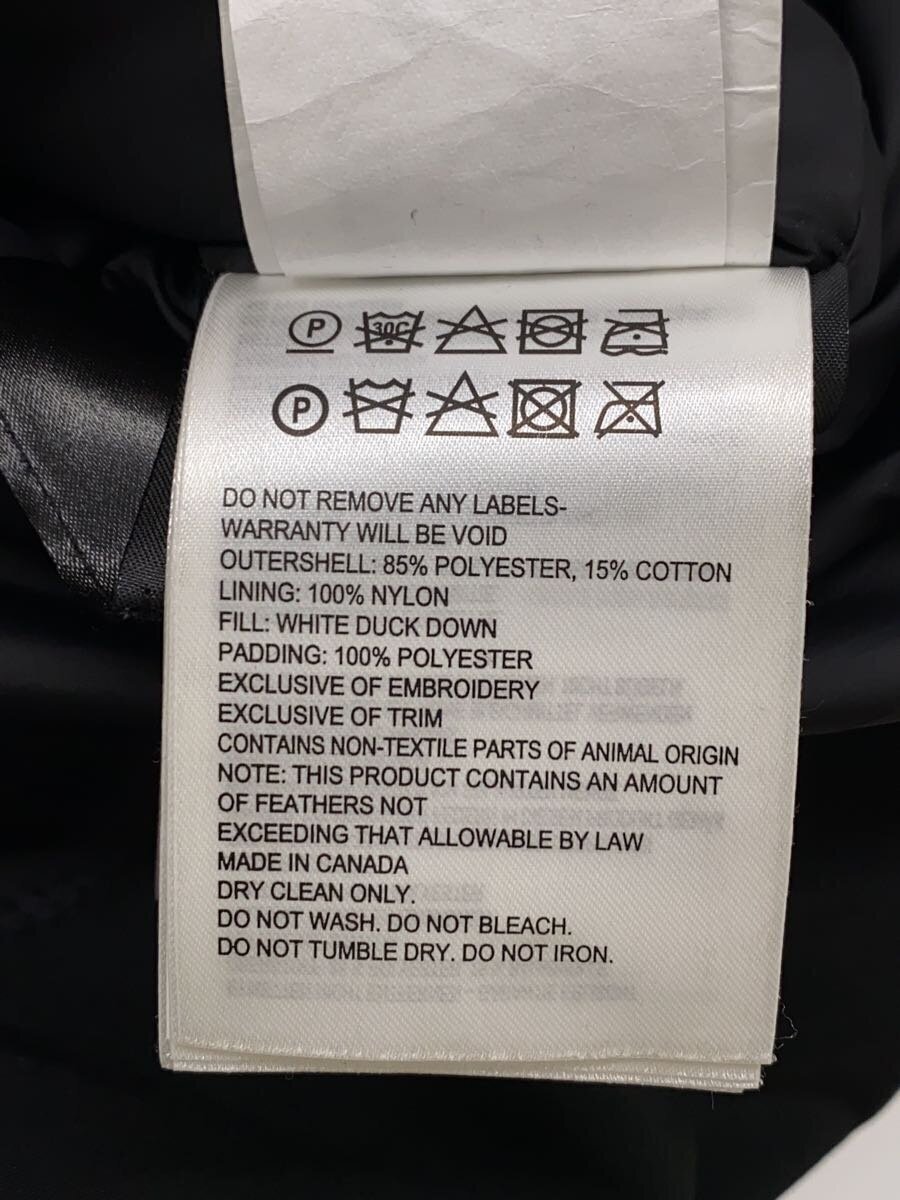 P 30C
P
DO NOT REMOVE ANY LABELS-
WARRANTY WILL BE VOID
OUTERSHELL: 85% POLYESTER, 15% COTTON
LINING: 100% NYLON
FILL: WHITE DUCK DOWN
PADDING: 100% POLYESTER
EXCLUSIVE OF EMBROIDERY
EXCLUSIVE OF TRIM
CONTAINS NON-TEXTILE PARTS OF ANIMAL ORIGIN
NOTE: THIS PRODUCT CONTAINS AN AMOUNT
OF FEATHERS NOT
EXCEEDING THAT ALLOWABLE BY LAW
MADE IN CANADA
DRY CLEAN ONLY.
DO NOT WASH. DO NOT BLEACH.
DO NOT TUMBLE DRY. DO NOT IRON.